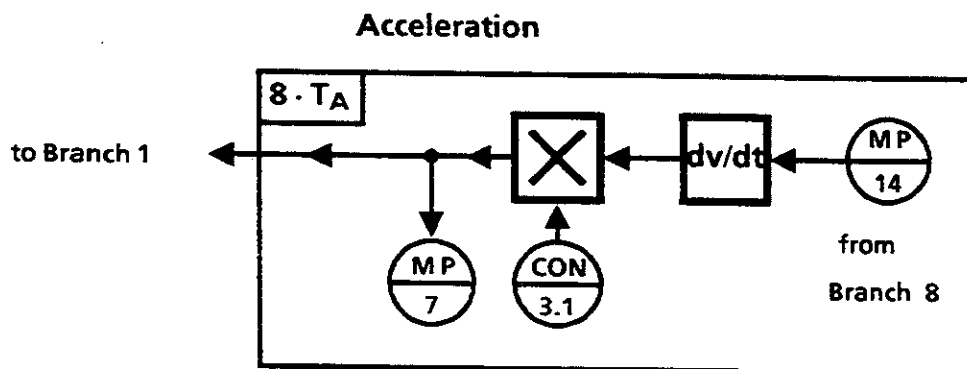 Acceleration
8 · TA
to Branch 1
dv/dt
MP
14
MP
7
CON
3.1
from
Branch 8